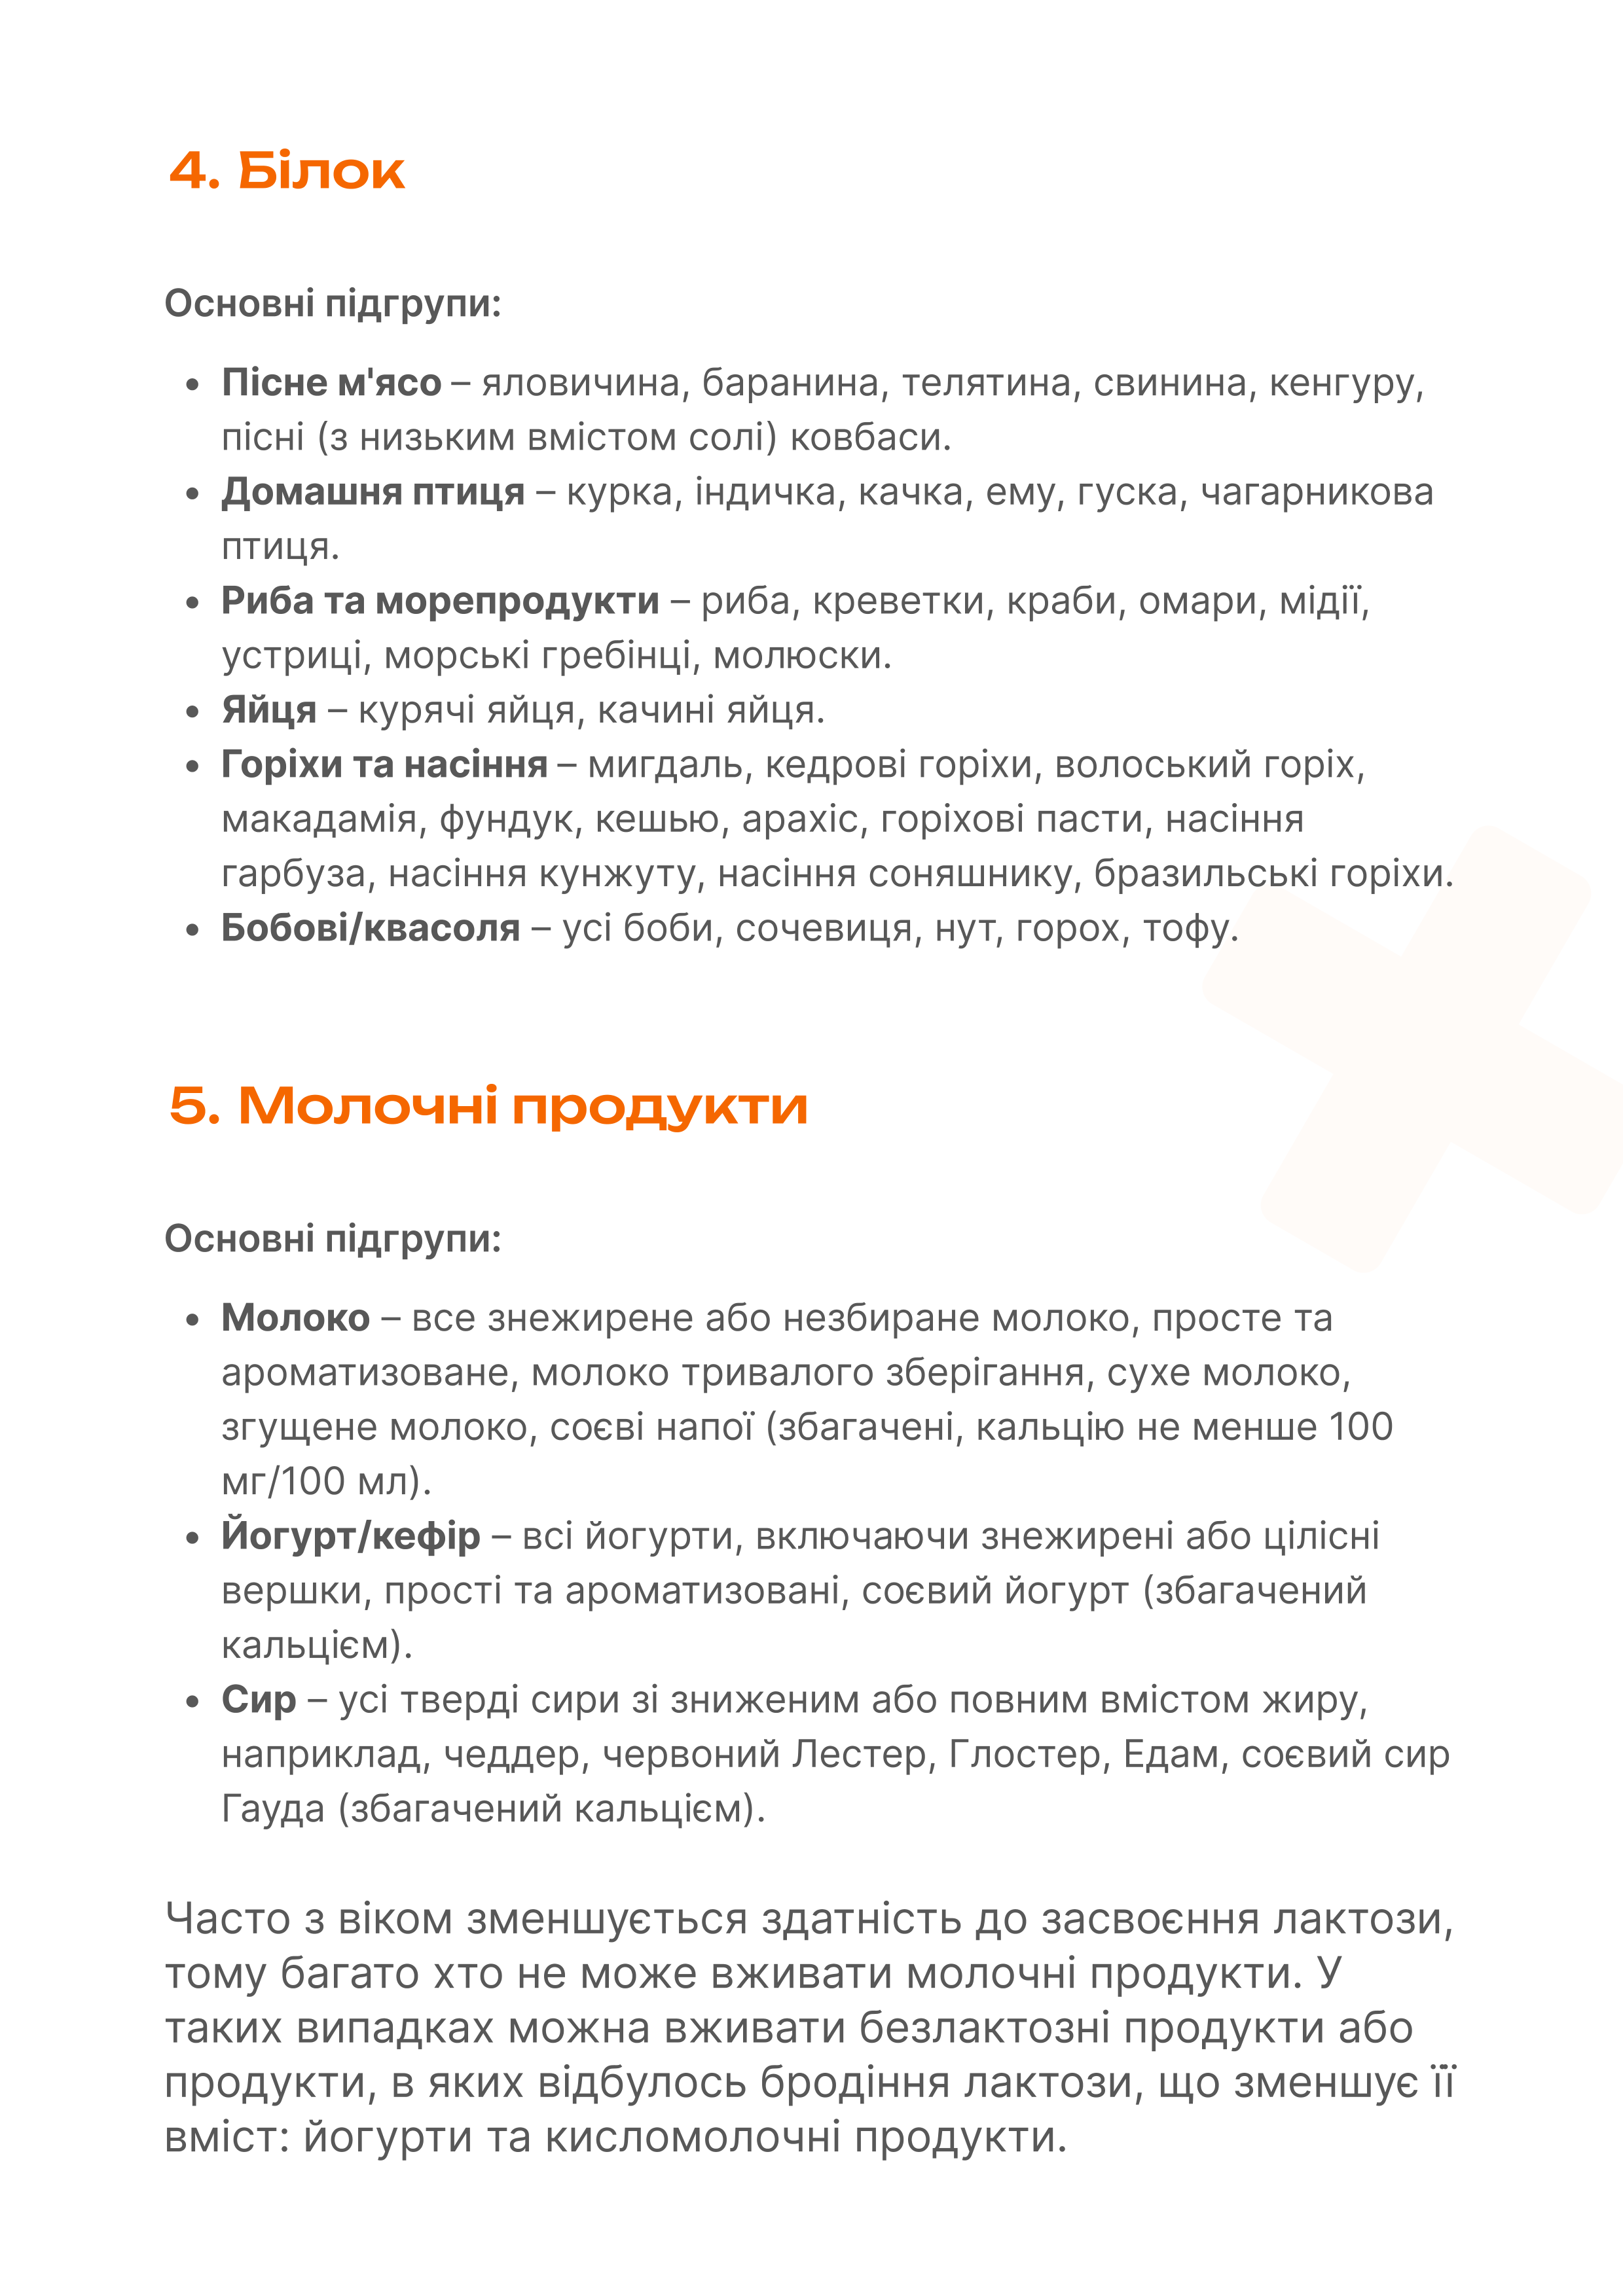 4. Білок
Основні підгрупи:
• Пісне м'ясо – яловичина, баранина, телятина, свинина, кенгуру,
пісні (з низьким вмістом солі) ковбаси.
• Домашня птиця – курка, індичка, качка, ему, гуска, чагарникова
птиця.
• Риба та морепродукти – риба, креветки, краби, омари, мідії,
устриці, морські гребінці, молюски.
• Яйця – курячі яйця, качині яйця.
• Горіхи та насіння – мигдаль, кедрові горіхи, волоський горіх,
макадамія, фундук, кешью, арахіс, горіхові пасти, насіння
гарбуза, насіння кунжуту, насіння соняшнику, бразильські горіхи.
• Бобові/квасоля – усі боби, сочевиця, нут, горох, тофу.
5. Молочні продукти
Основні підгрупи:
• Молоко – все знежирене або незбиране молоко, просте та
ароматизоване, молоко тривалого зберігання, сухе молоко,
згущене молоко, соєві напої (збагачені, кальцію не менше 100
мг/100 мл).
• Йогурт/кефір – всі йогурти, включаючи знежирені або цілісні
вершки, прості та ароматизовані, соєвий йогурт (збагачений
кальцієм).
• Сир – усі тверді сири зі зниженим або повним вмістом жиру,
наприклад, чеддер, червоний Лестер, Глостер, Едам, соєвий сир
Гауда (збагачений кальцієм).
Часто з віком зменшується здатність до засвоєння лактози,
тому багато хто не може вживати молочні продукти. У
таких випадках можна вживати безлактозні продукти або
продукти, в яких відбулось бродіння лактози, що зменшує її
вміст: йогурти та кисломолочні продукти.